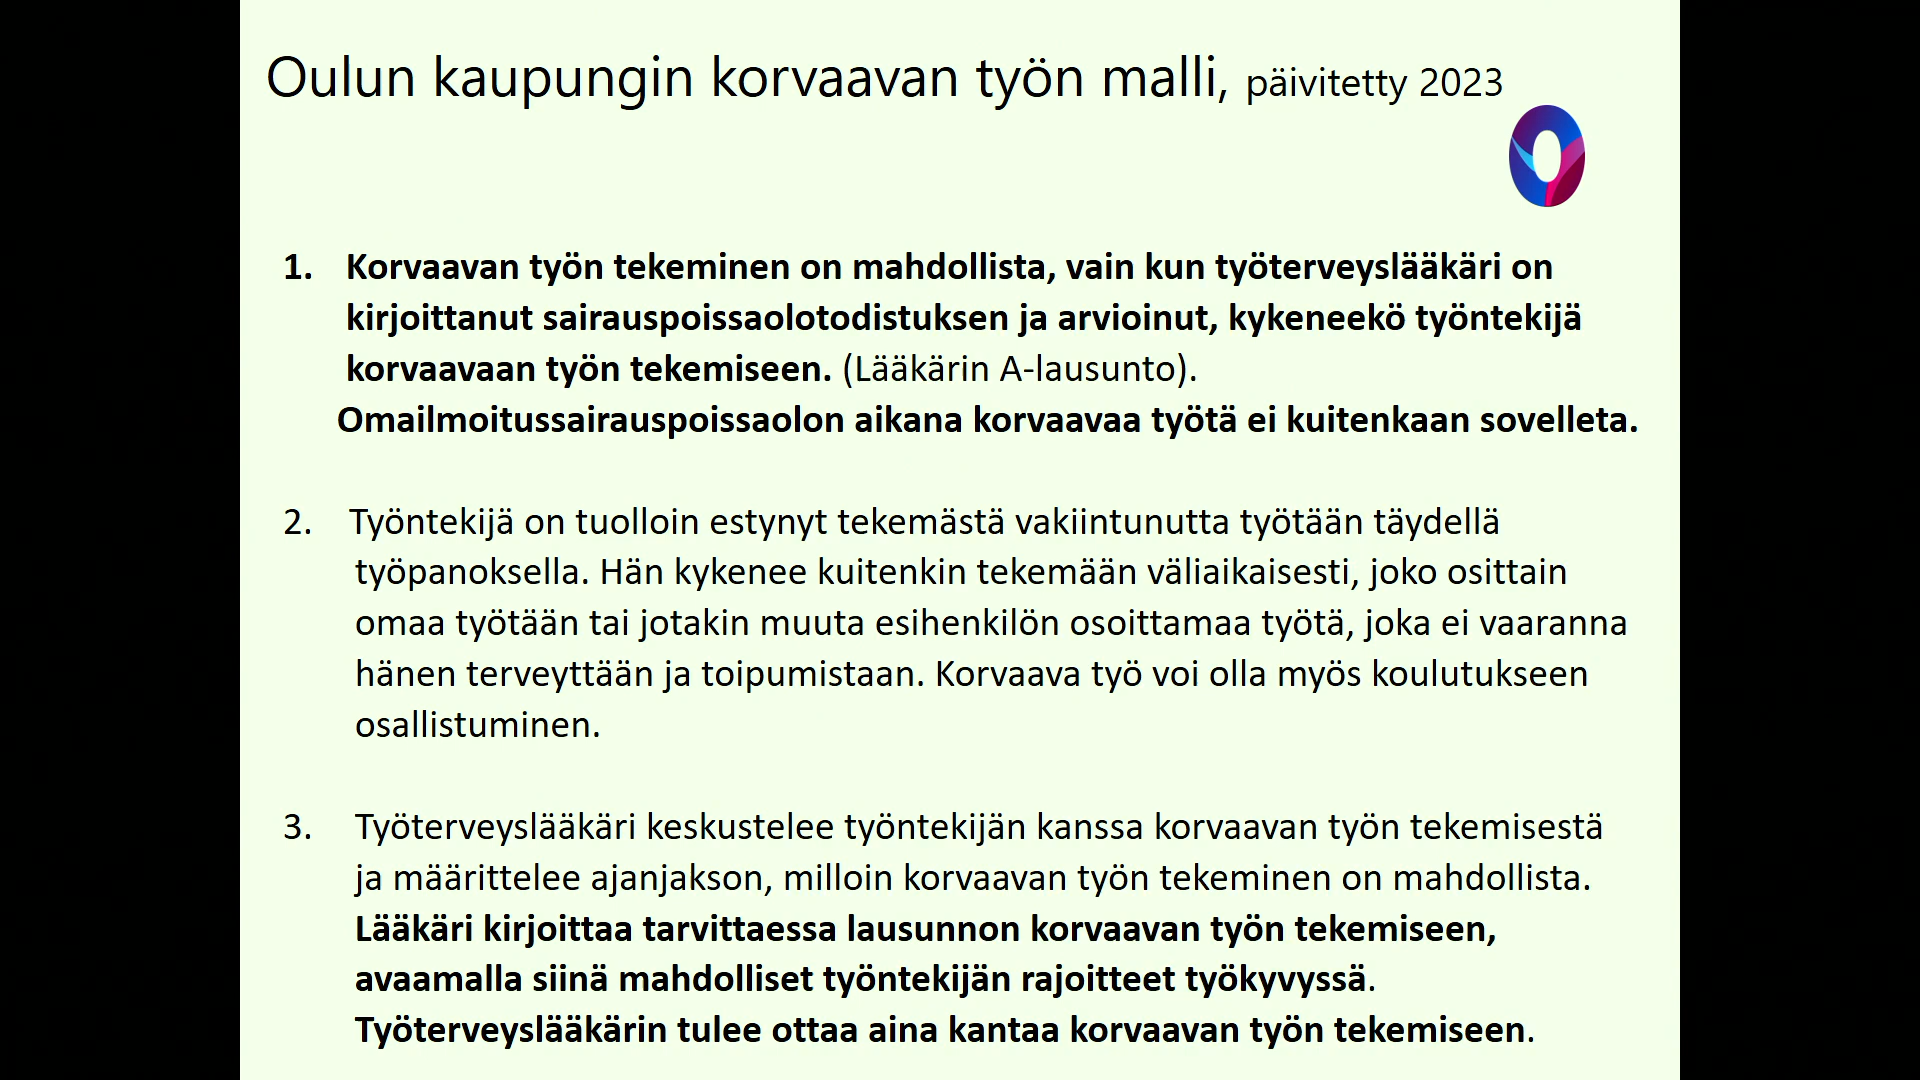 Oulun kaupungin korvaavan työn malli, päivitetty 2023
1. Korvaavan työn tekeminen on mahdollista, vain kun työterveyslääkäri on
kirjoittanut sairauspoissaolotodistuksen ja arvioinut, kykeneekö työntekijä
korvaavaan työn tekemiseen. (Lääkärin A-lausunto).
Omailmoitussairauspoissaolon aikana korvaavaa työtä ei kuitenkaan sovelleta.
2. Työntekijä on tuolloin estynyt tekemästä vakiintunutta työtään täydellä
työpanoksella. Hän kykenee kuitenkin tekemään väliaikaisesti, joko osittain
omaa työtään tai jotakin muuta esihenkilön osoittamaa työtä, joka ei vaaranna
hänen terveyttään ja toipumistaan. Korvaava työ voi olla myös koulutukseen
osallistuminen.
3. Työterveyslääkäri keskustelee työntekijän kanssa korvaavan työn tekemisestä
ja määrittelee ajanjakson, milloin korvaavan työn tekeminen on mahdollista.
Lääkäri kirjoittaa tarvittaessa lausunnon korvaavan työn tekemiseen,
avaamalla siinä mahdolliset työntekijän rajoitteet työkyvyssä.
Työterveyslääkärin tulee ottaa aina kantaa korvaavan työn tekemiseen.